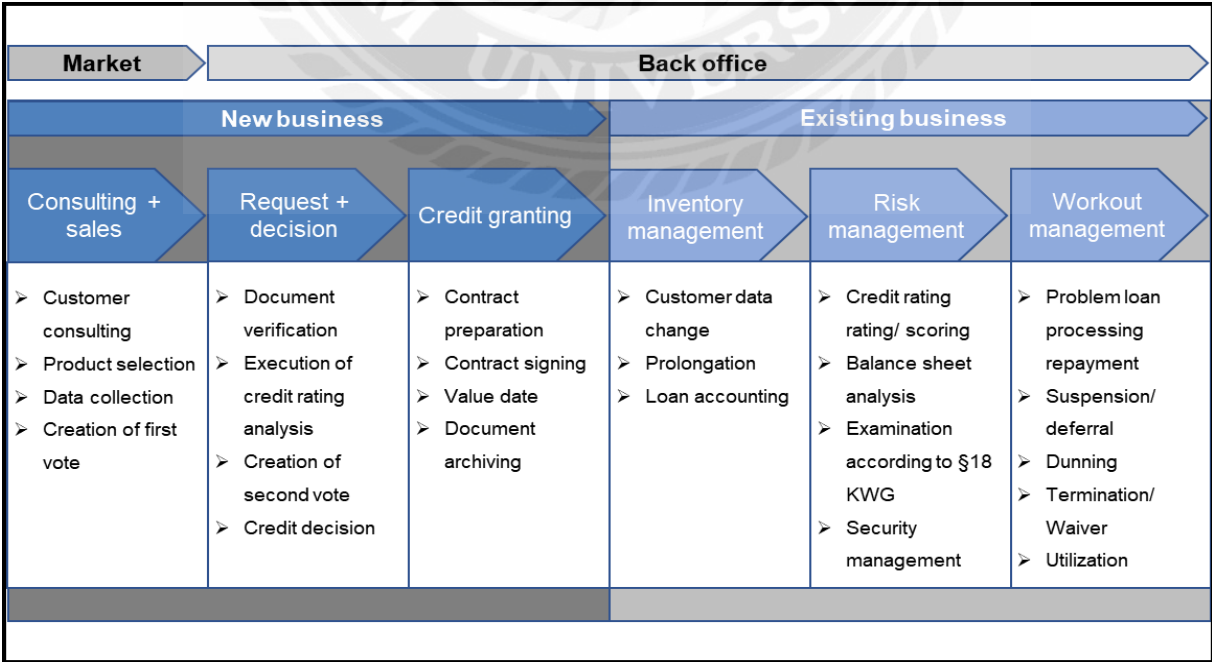 M UNIVERS
Market
Back office
New business
Existing business
Consulting +
sales
Request +
decision
Credit granting
Inventory
management
Risk
management
Workout
management
➢ Customer
consulting
➢ Product selection
➢ Data collection
➢ Creation of first
vote
➢ Document
verification
➢ Execution of
credit rating
analysis
➢ Creation of
second vote
➢ Credit decision
➢ Contract
preparation
➢ Contract signing
➢ Value date
➢ Document
archiving
➢ Customer data
change
➢ Prolongation
➢ Loan accounting
➢ Credit rating
rating/ scoring
➢ Balance sheet
analysis
➢ Examination
according to §18
KWG
➢ Security
management
➢ Problem loan
processing
repayment
➢ Suspension/
deferral
➢ Dunning
➢ Termination/
Waiver
➢ Utilization